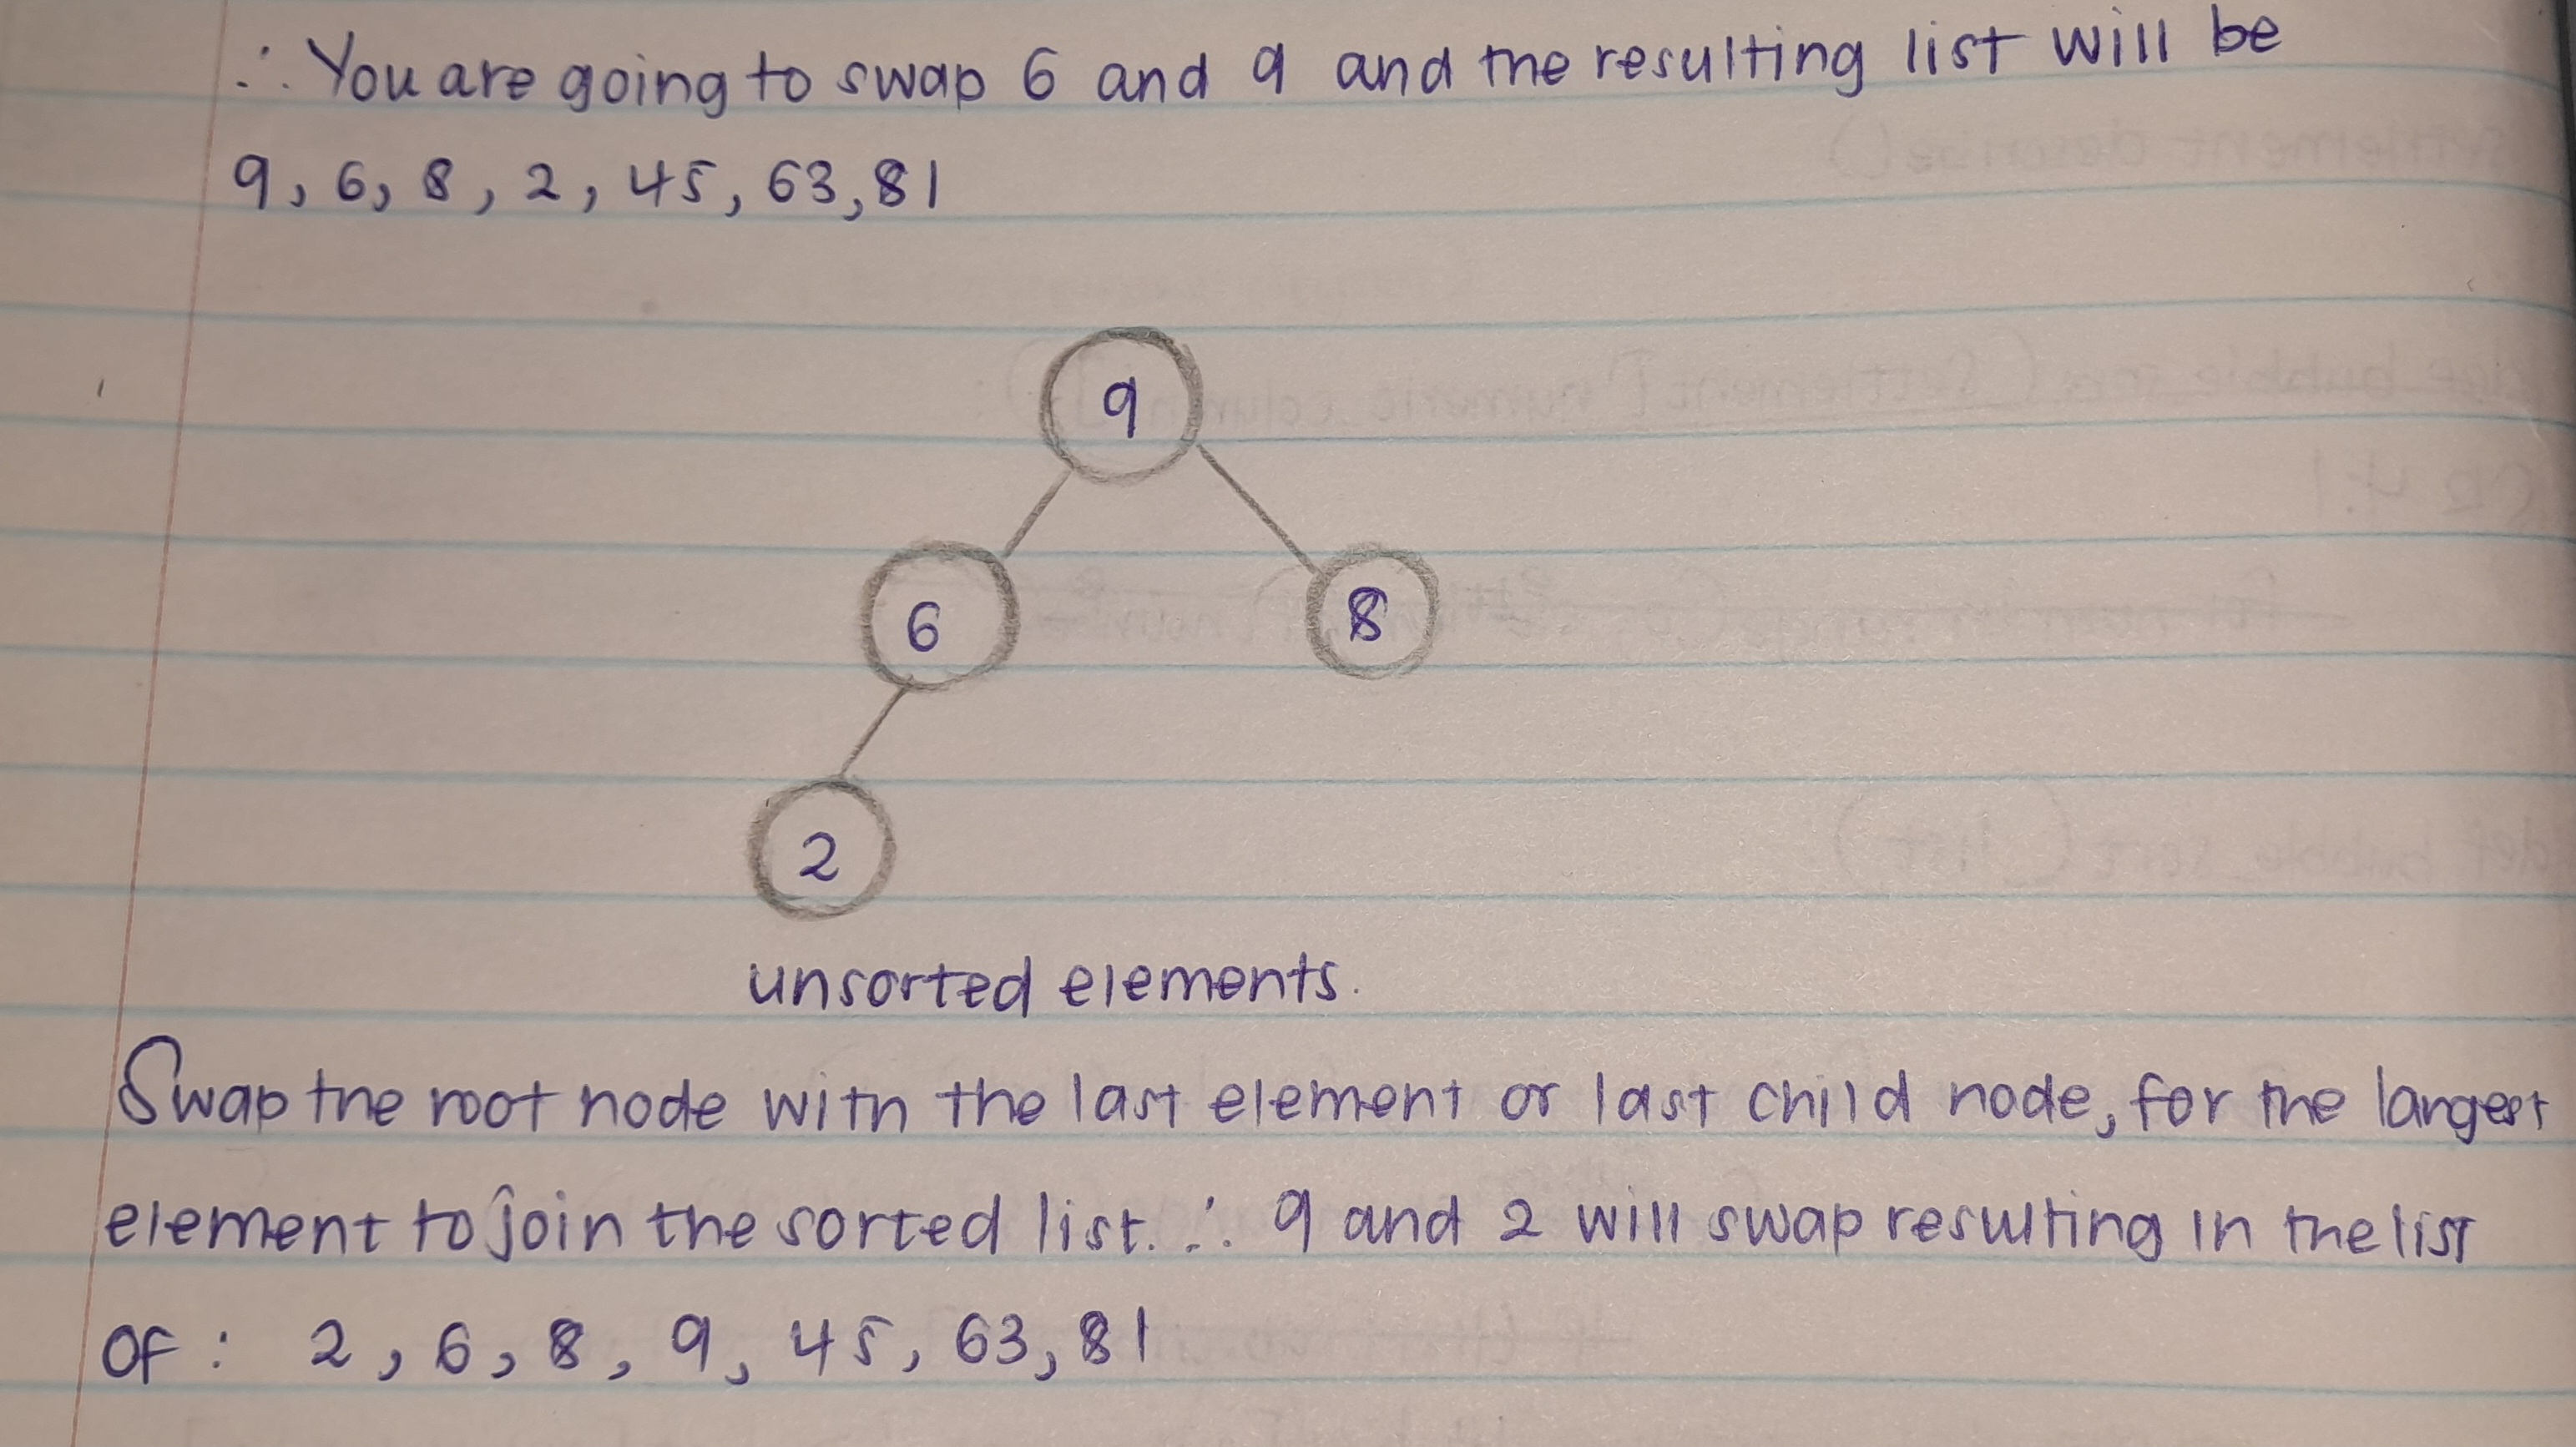 ∴ You are going to swap 6 and 9 and the resulting list will be
9, 6, 8, 2, 45, 63, 81
9
6 8
2
unsorted elements.
Swap the root node with the last element or last child node, for the largest
element to join the sorted list. ∴ 9 and 2 will swap resulting in the list
OF : 2, 6, 8, 9, 45, 63, 81